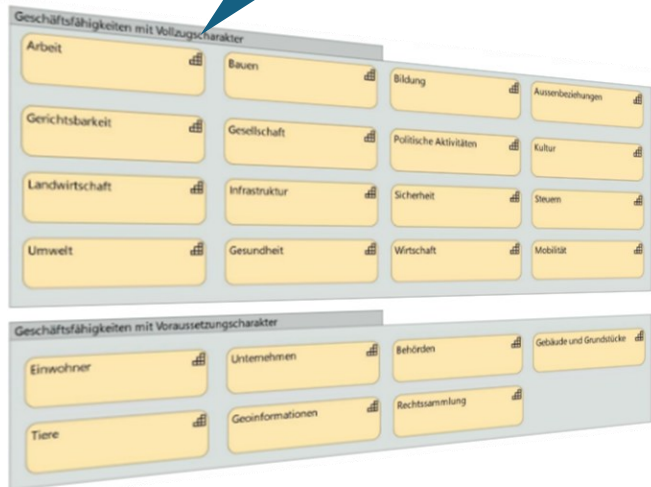 Geschäftsfähigkeiten mit Vollzugscharakter
Arbeit
Bauen
Bildung
Aussenbeziehungen
Gerichtsbarkeit
Gesellschaft
Politische Aktivitäten
Kultur
Landwirtschaft
Infrastruktur
Sicherheit
Steuern
Umwelt
Gesundheit
Wirtschaft
Mobilität
Geschäftsfähigkeiten mit Voraussetzungscharakter
Einwohner
Unternehmen
Behörden
Gebäude und Grundstücke
Tiere
Geoinformationen
Rechtssammlung